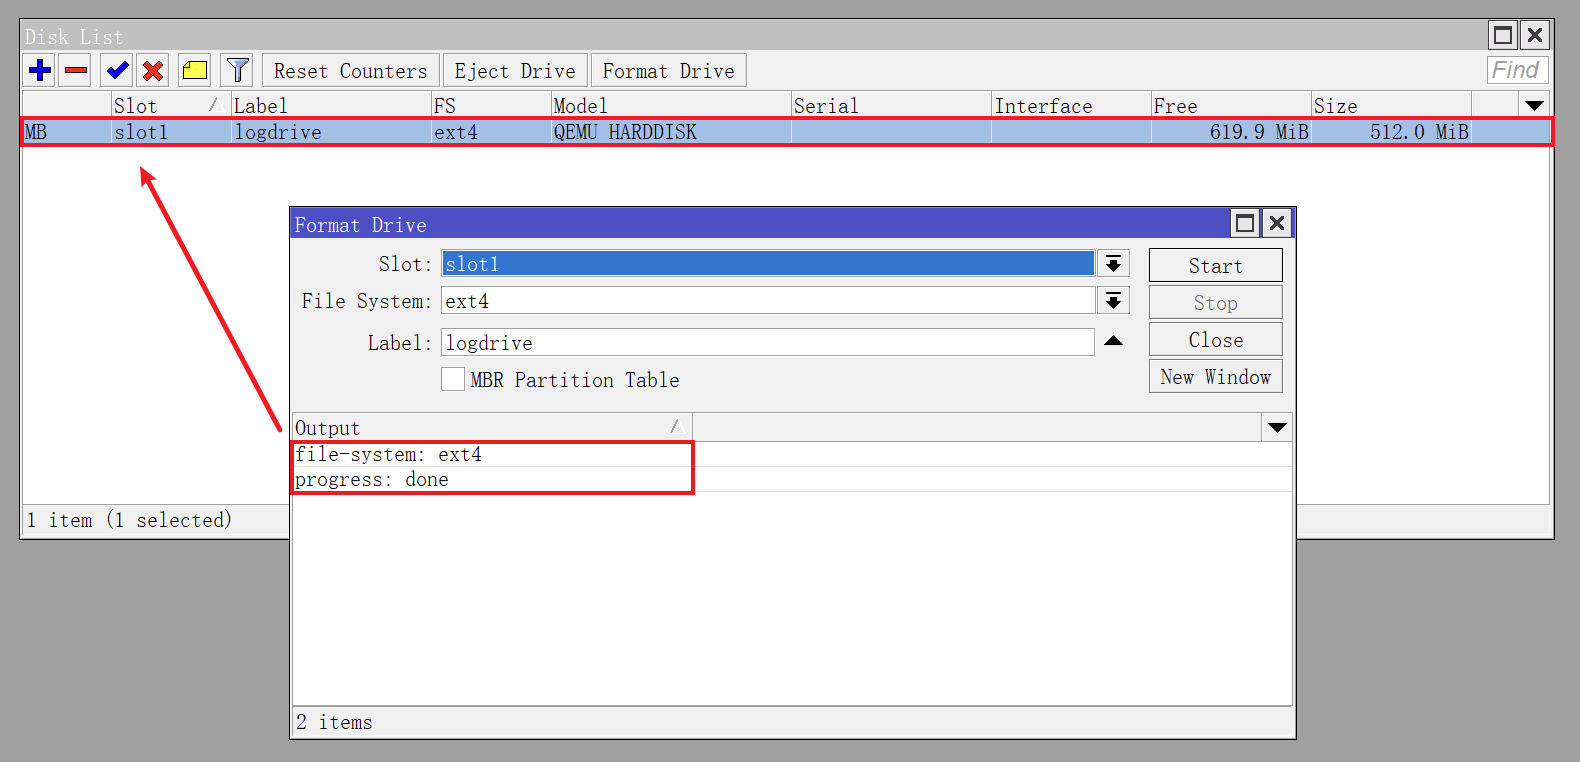 Disk List
Reset Counters Eject Drive Format Drive Find
Slot Label FS Model Serial Interface Free Size
MB slot1 logdrive ext4 QEMU HARDDISK 619.9 MiB 512.0 MiB
Format Drive
Slot: slot1 Start
File System: ext4 Stop
Label: logdrive Close
MBR Partition Table New Window
Output
file-system: ext4
progress: done
1 item (1 selected)
2 items